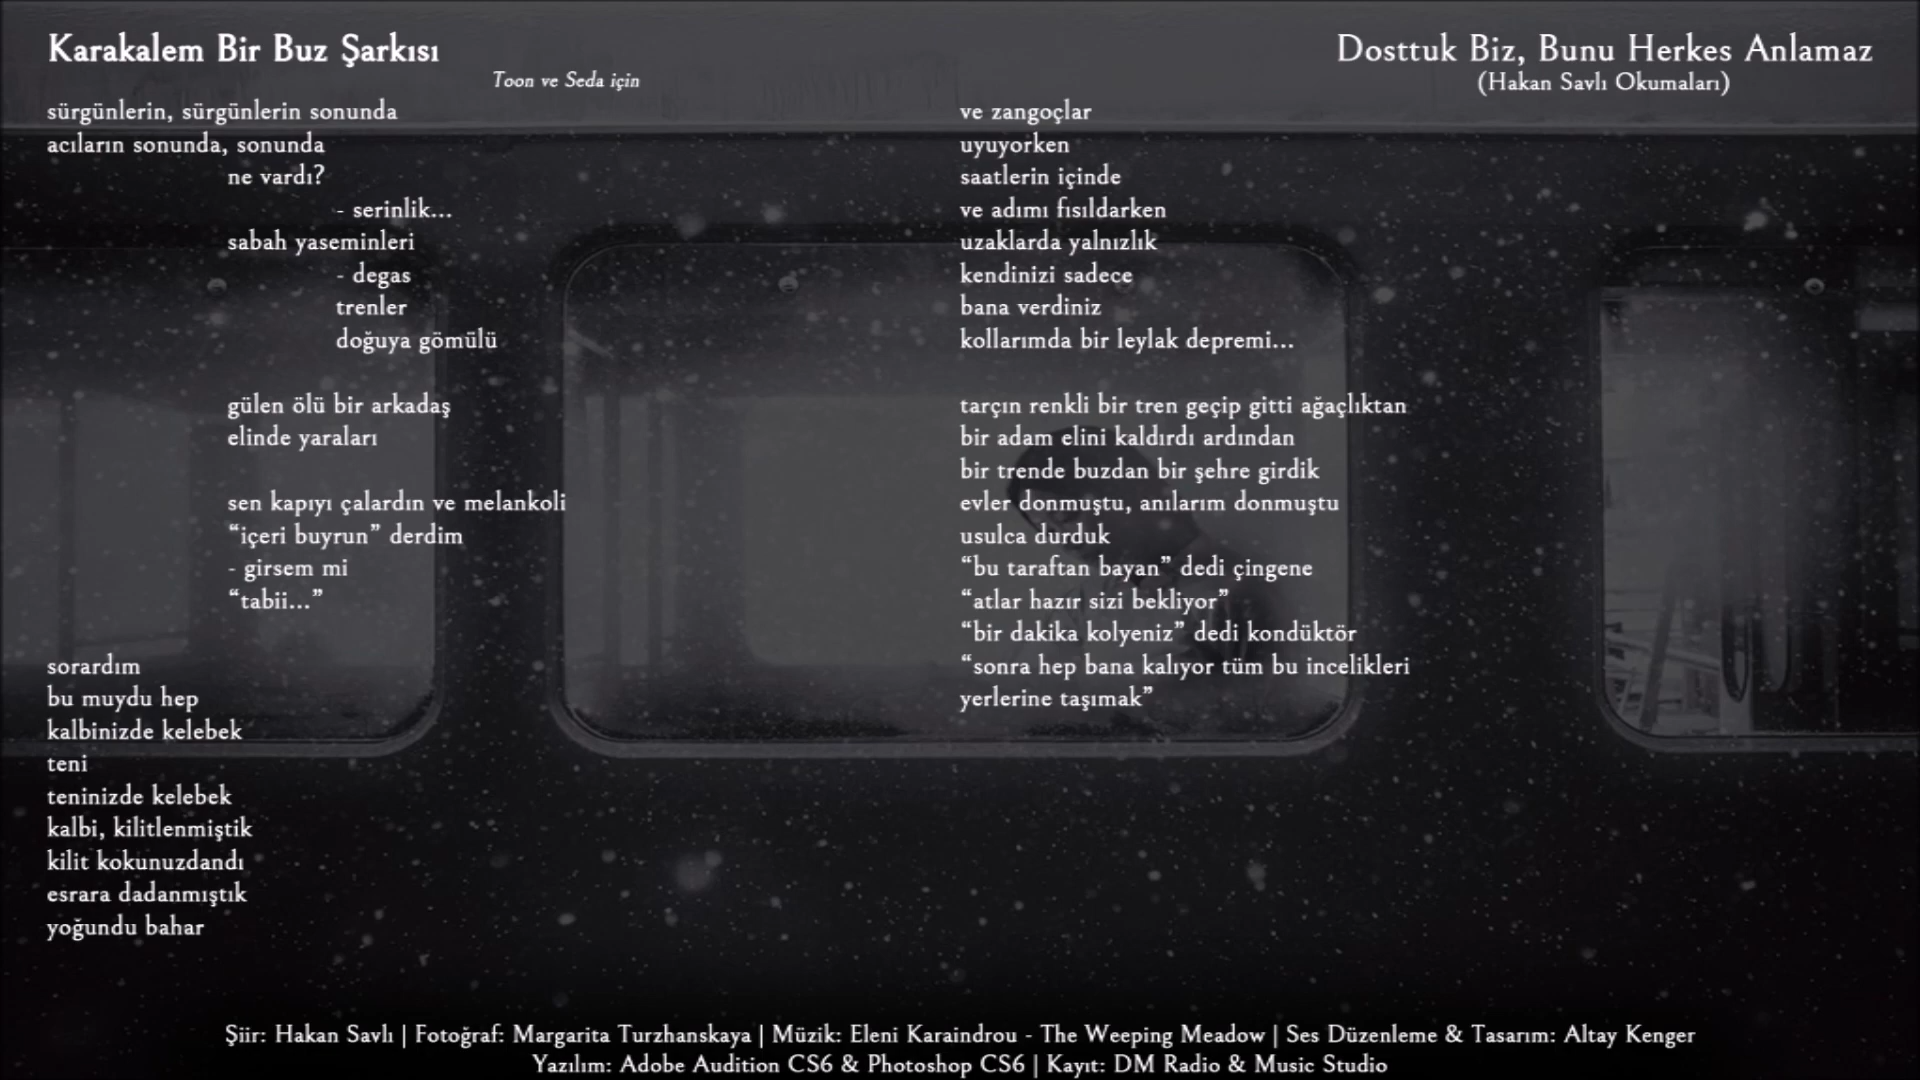 Karakalem Bir Buz Şarkısı
Toon ve Seda için
sürgünlerin, sürgünlerin sonunda
acıların sonunda, sonunda
ne vardı?
- serinlik...
sabah yaseminleri
- degas
trenler
doğuya gömülü
gülen ölü bir arkadaş
elinde yaraları
sen kapıyı çalardın ve melankoli
“içeri buyrun” derdim
- girsem mi
“tabii...”
sorardım
bu muydu hep
kalbinizde kelebek
teni
teninizde kelebek
kalbi, kilitlenmiştik
kilit kokunuzdandı
esrara dadanmıştık
yoğundu bahar
Dosttuk Biz, Bunu Herkes Anlamaz
(Hakan Savlı Okumaları)
ve zangoçlar
uyuyorken
saatlerin içinde
ve adımı fısıldarken
uzaklarda yalnızlık
kendinizi sadece
bana verdiniz
kollarımda bir leylak depremi...
tarçın renkli bir tren geçip gitti ağaçlıktan
bir adam elini kaldırdı ardından
bir trende buzdan bir şehre girdik
evler donmuştu, anılarım donmuştu
usulca durduk
“bu taraftan bayan” dedi çingene
“atlar hazır sizi bekliyor”
“bir dakika kolyeniz” dedi kondüktör
“sonra hep bana kalıyor tüm bu incelikleri
yerlerine taşımak”
Şiir: Hakan Savlı | Fotoğraf: Margarita Turzhanskaya | Müzik: Eleni Karaindrou - The Weeping Meadow | Ses Düzenleme & Tasarım: Altay Kenger
Yazılım: Adobe Audition CS6 & Photoshop CS6 | Kayıt: DM Radio & Music Studio